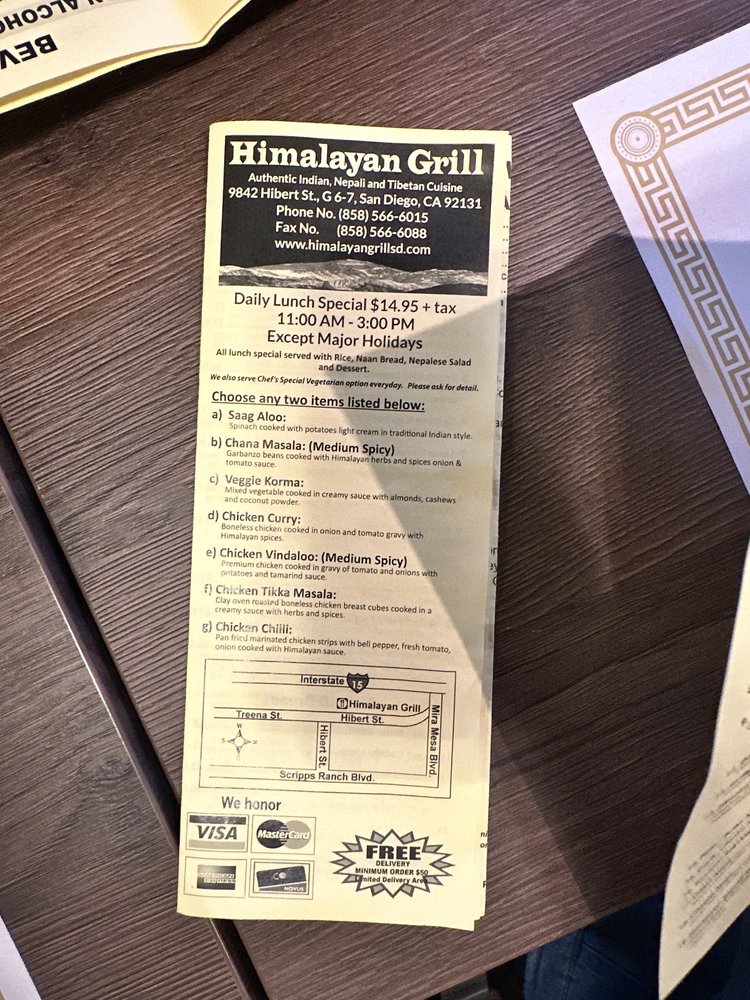 N ALCOHO
BEV
Himalayan Grill
Authentic Indian, Nepali and Tibetan Cuisine
9842 Hibert St., G 6-7, San Diego, CA 92131
Phone No. (858) 566-6015
Fax No. (858) 566-6088
www.himalayangrillsd.com
Daily Lunch Special $14.95 + tax
11:00 AM - 3:00 PM
Except Major Holidays
All lunch special served with Rice, Naan Bread, Nepalese Salad
and Dessert.
We also serve Chef's Special Vegetarian option everyday. Please ask for detail.
Choose any two items listed below:
a) Saag Aloo:
Spinach cooked with potatoes light cream in traditional Indian style.
b) Chana Masala: (Medium Spicy)
Garbanzo beans cooked with Himalayan herbs and spices onion &
tomato sauce.
c) Veggie Korma:
Mixed vegetable cooked in creamy sauce with almonds, cashews
and coconut powder.
d) Chicken Curry:
Boneless chicken cooked in onion and tomato gravy with
Himalayan spices.
e) Chicken Vindaloo: (Medium Spicy)
Premium chicken cooked in gravy of tomato and onions with
potatoes and tamarind sauce.
f) Chicken Tikka Masala:
Clay oven roasted boneless chicken breast cubes cooked in a
creamy sauce with herbs and spices.
g) Chicken Chilli:
Pan fried marinated chicken strips with bell pepper, fresh tomato,
onion cooked with Himalayan sauce.
Interstate 15
Himalayan Grill
Treena St. Hibert St.
Hibert St.
Mira Mesa Blvd.
W
S N
E
Scripps Ranch Blvd.
We honor
VISA MasterCard
AMERICAN EXPRESS
NOVUS
FREE
DELIVERY
MINIMUM ORDER $50
Limited Delivery Area